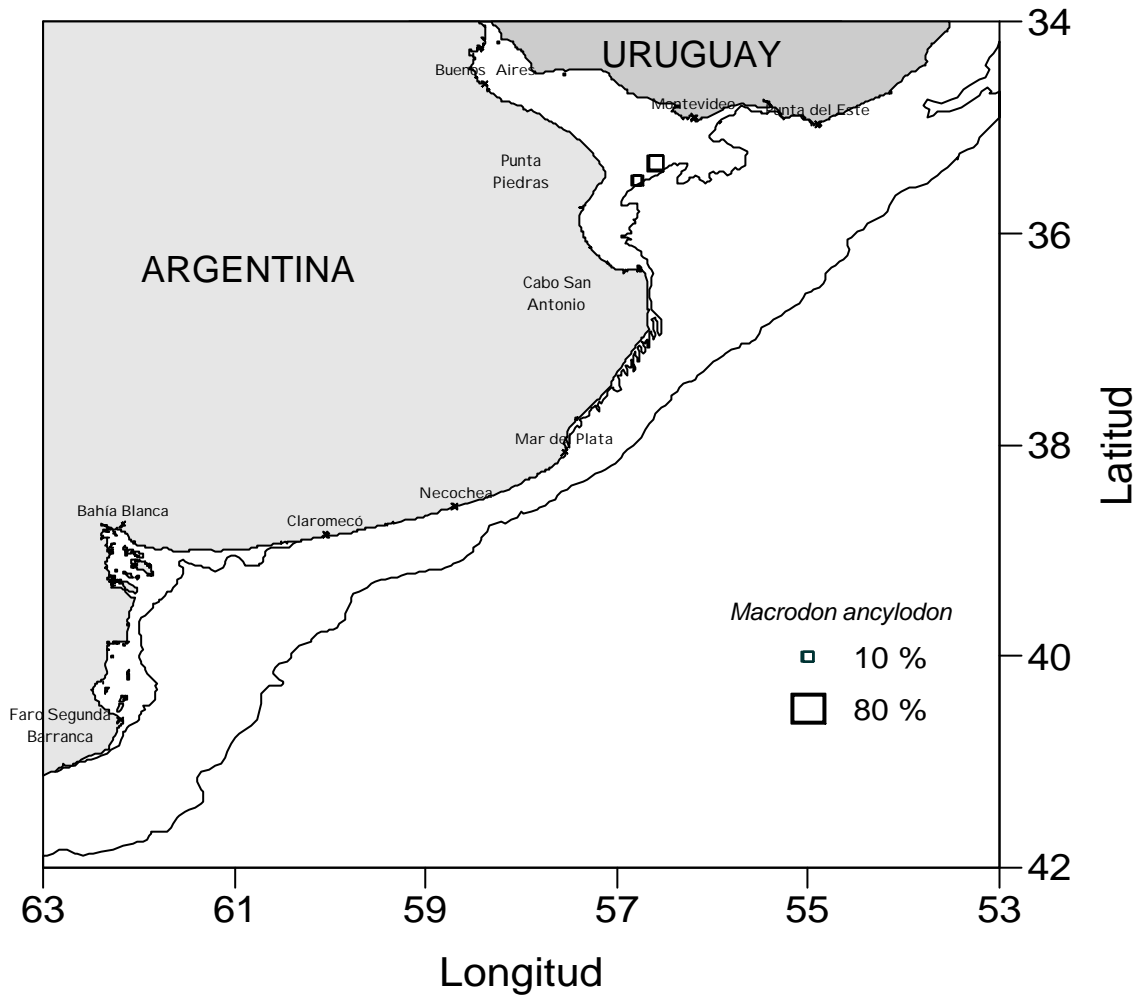 34
URUGUAY
Buenos Aires
Montevideo
Punta del Este
Punta
Piedras
36
ARGENTINA
Cabo San
Antonio
Mar del Plata
38
Latitud
Necochea
Bahía Blanca
Claromecó
Macrodon ancylodon
10 %
40
80 %
Faro Segunda
Barranca
42
63
61
59
57
55
53
Longitud